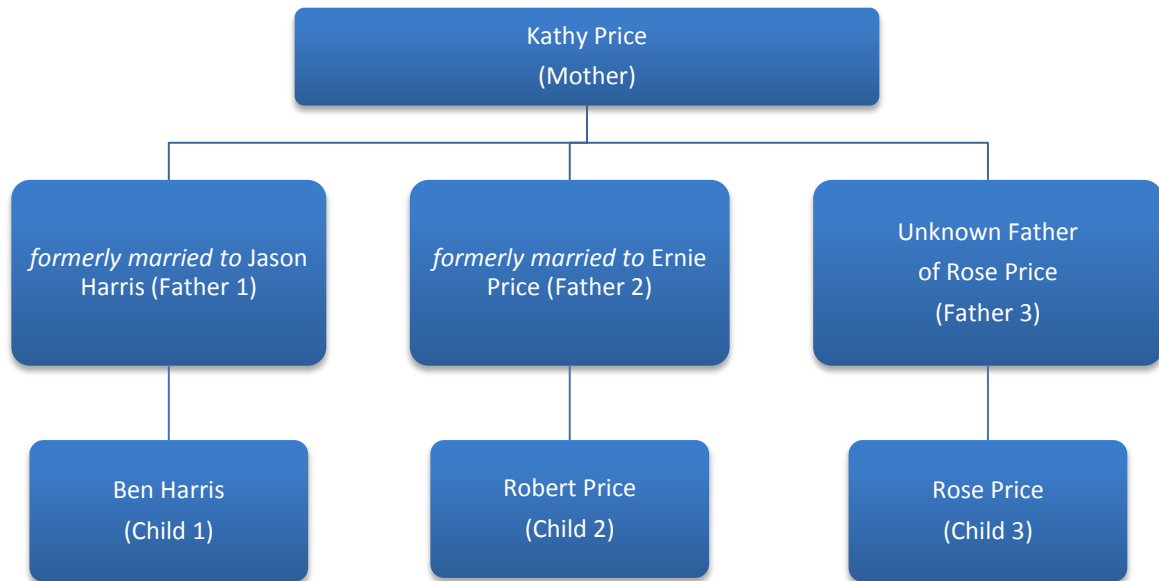 Kathy Price
(Mother)
formerly married to Jason
Harris (Father 1)
formerly married to Ernie
Price (Father 2)
Unknown Father
of Rose Price
(Father 3)
Ben Harris
(Child 1)
Robert Price
(Child 2)
Rose Price
(Child 3)